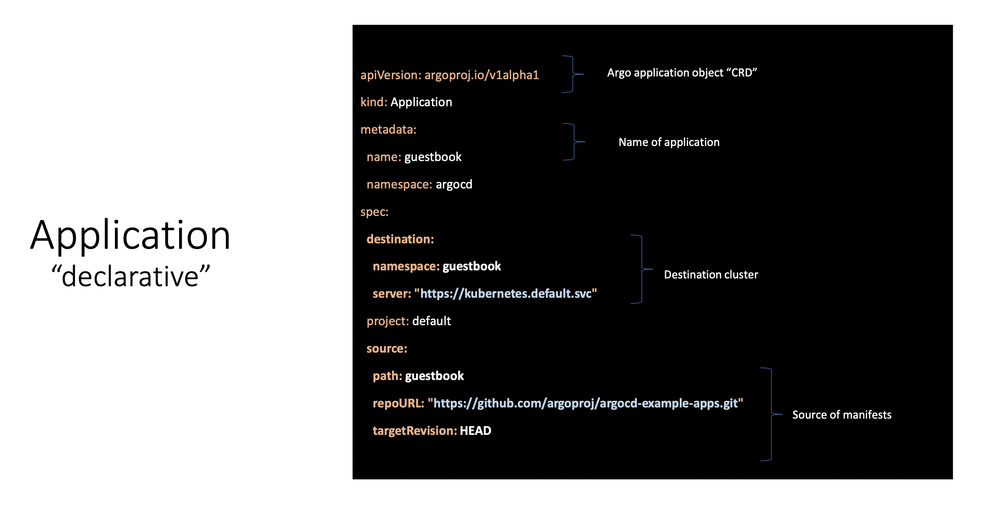 Application
“declarative”
apiVersion: argoproj.io/v1alpha1
Argo application object “CRD”
kind: Application
metadata:
Name of application
name: guestbook
namespace: argocd
spec:
destination:
namespace: guestbook
Destination cluster
server: "https://kubernetes.default.svc"
project: default
source:
path: guestbook
repoURL: "https://github.com/argoproj/argocd-example-apps.git"
Source of manifests
targetRevision: HEAD